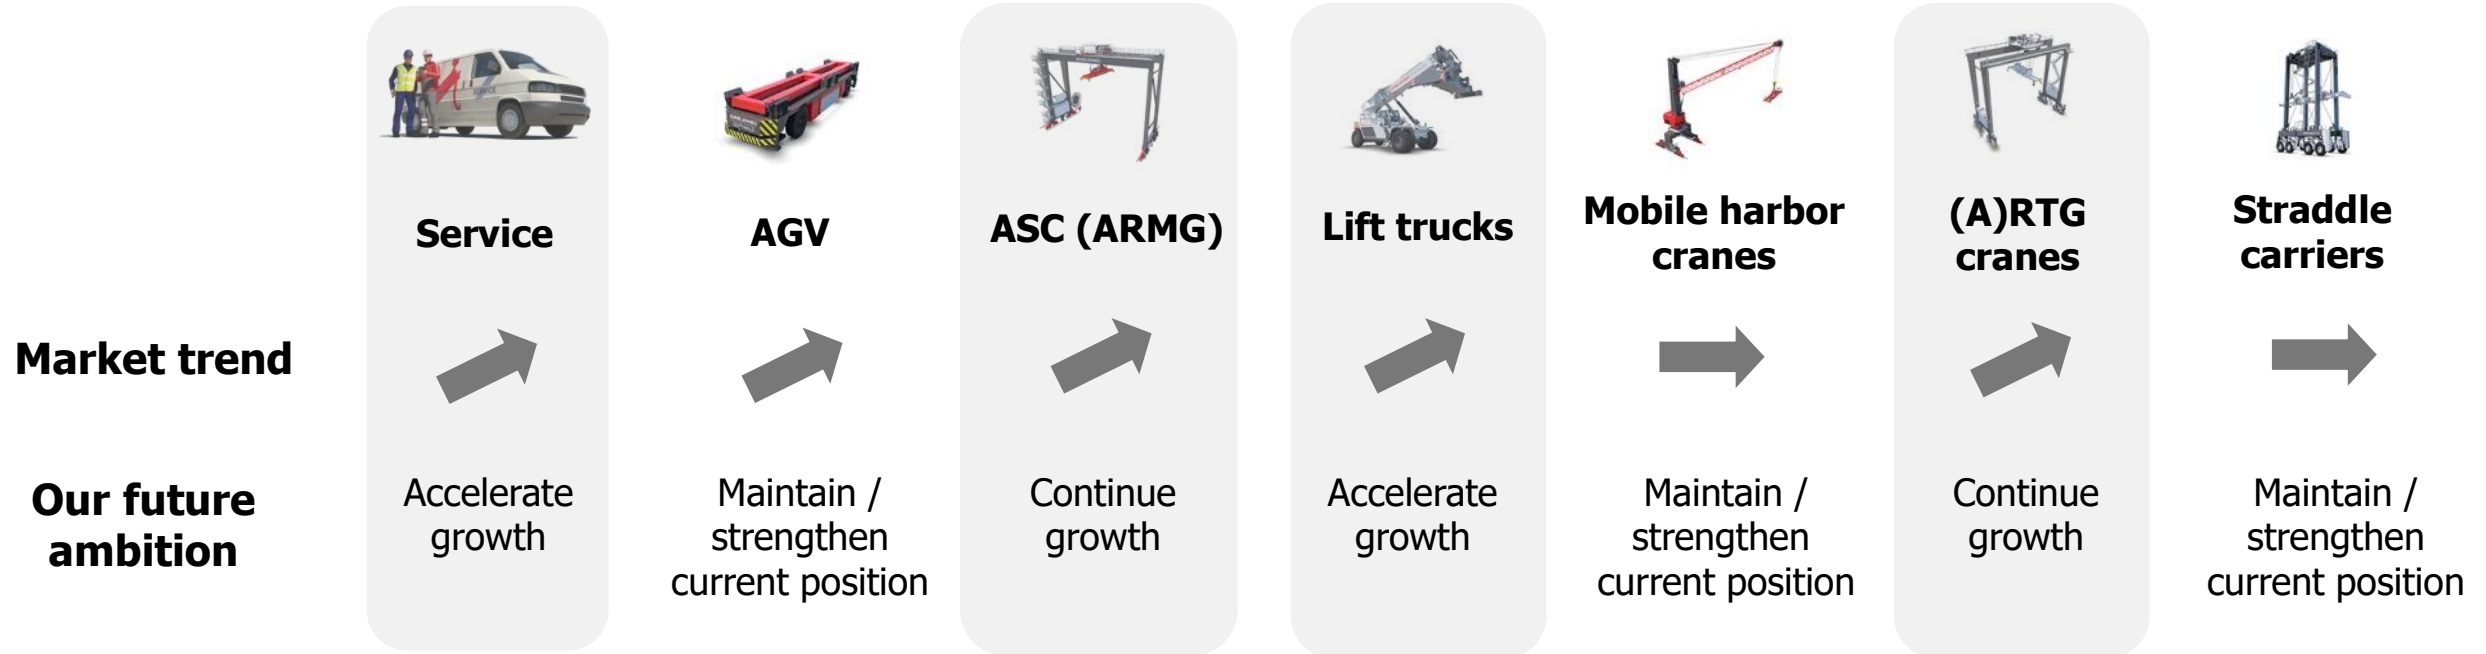 SERVICE
Service
AGV
ASC (ARMG)
Lift trucks
Mobile harbor
cranes
(A)RTG
cranes
Straddle
carriers
Market trend
Our future
ambition
Accelerate
growth
Maintain /
strengthen
current position
Continue
growth
Accelerate
growth
Maintain /
strengthen
current position
Continue
growth
Maintain /
strengthen
current position